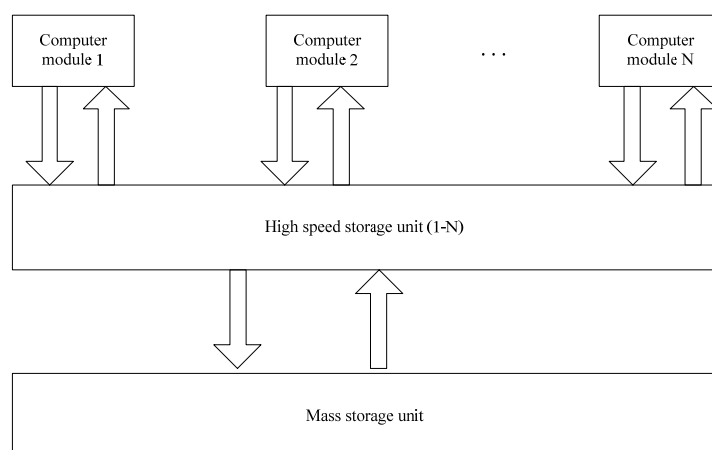 Computer
module 1
Computer
module 2
. . .
Computer
module N
High speed storage unit (1-N)
Mass storage unit